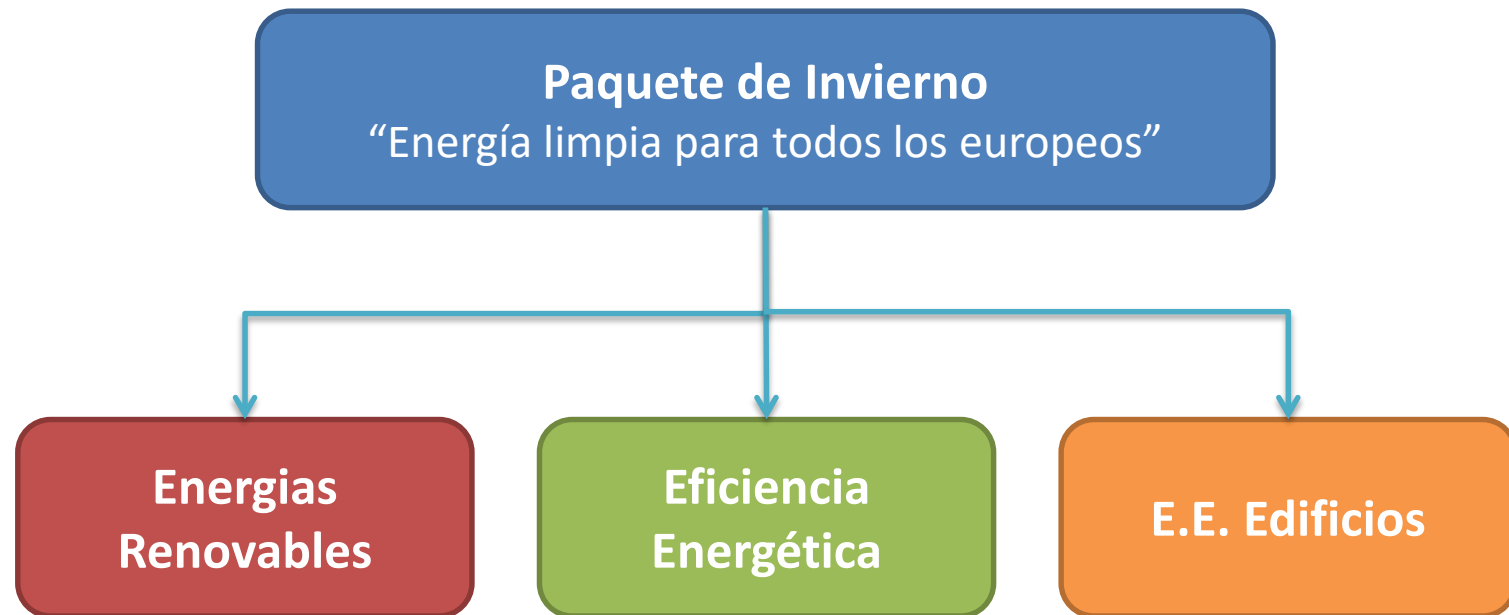 Paquete de Invierno
“Energía limpia para todos los europeos”
Energias
Renovables
Eficiencia
Energética
E.E. Edificios